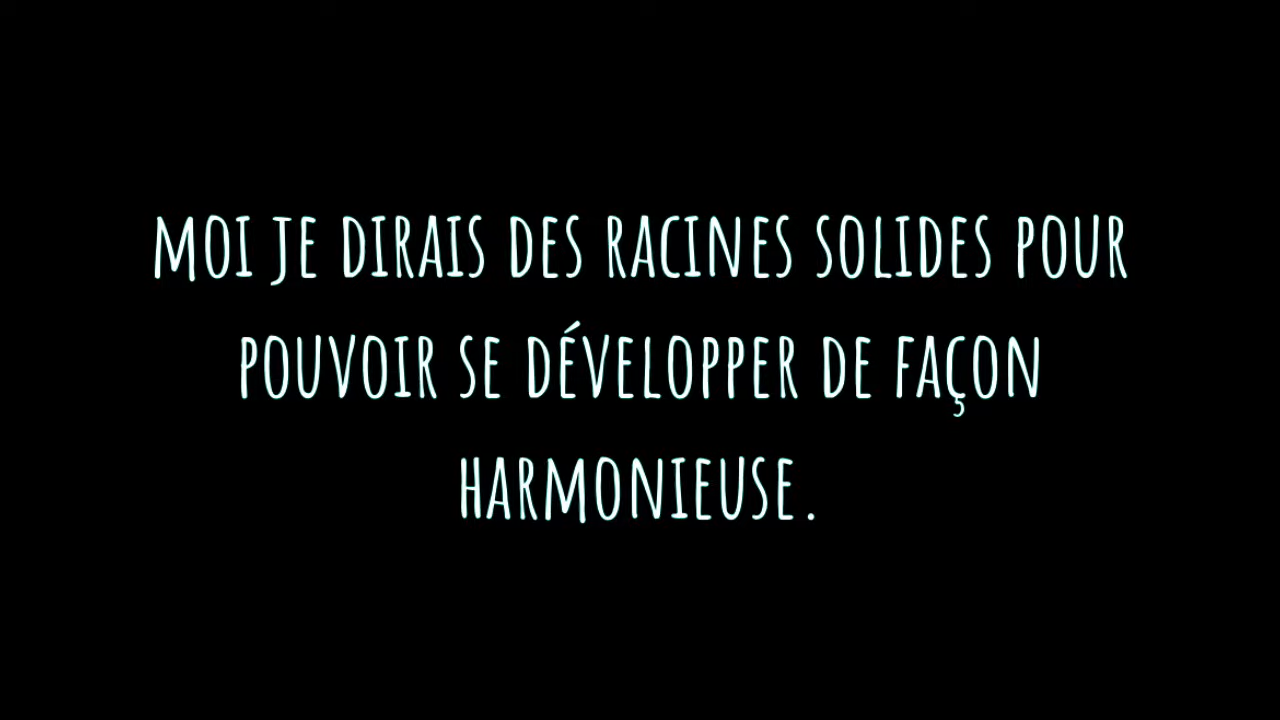 MOI JE DIRAIS DES RACINES SOLIDES POUR
POUVOIR SE DÉVELOPPER DE FAÇON
HARMONIEUSE.